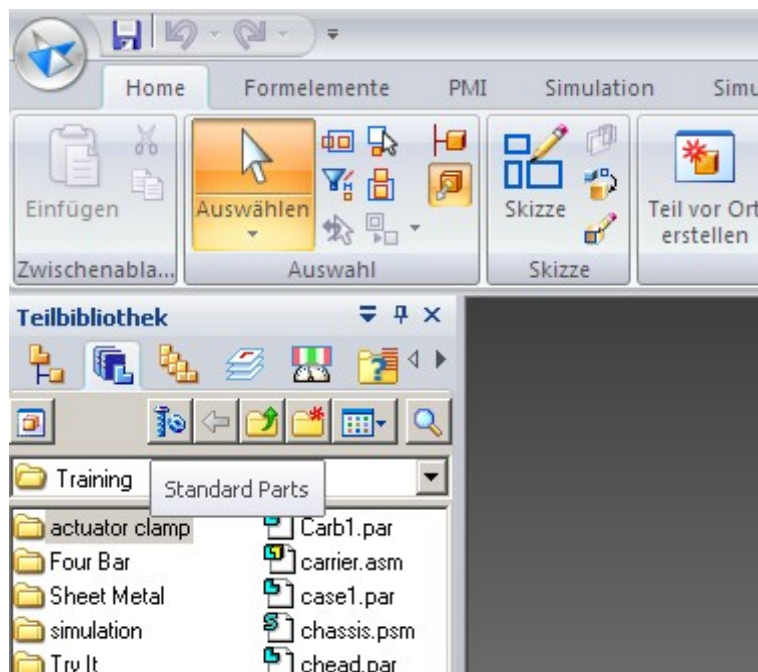 Home Formelemente PMI Simulation Simu
Einfügen
Auswählen
Skizze
Teil vor Ort
erstellen
Zwischenabla...
Auswahl
Skizze
Teilbibliothek
Training
Standard Parts
actuator clamp
Carb1.par
Four Bar
carrier.asm
Sheet Metal
case1.par
simulation
chassis.psm
Try It
chead.par